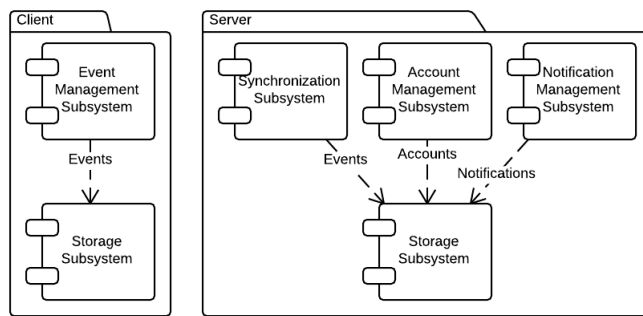 Client
Server
Event
Management
Subsystem
Synchronization
Subsystem
Account
Management
Subsystem
Notification
Management
Subsystem
Events
Events
Accounts
Notifications
Storage
Subsystem
Storage
Subsystem